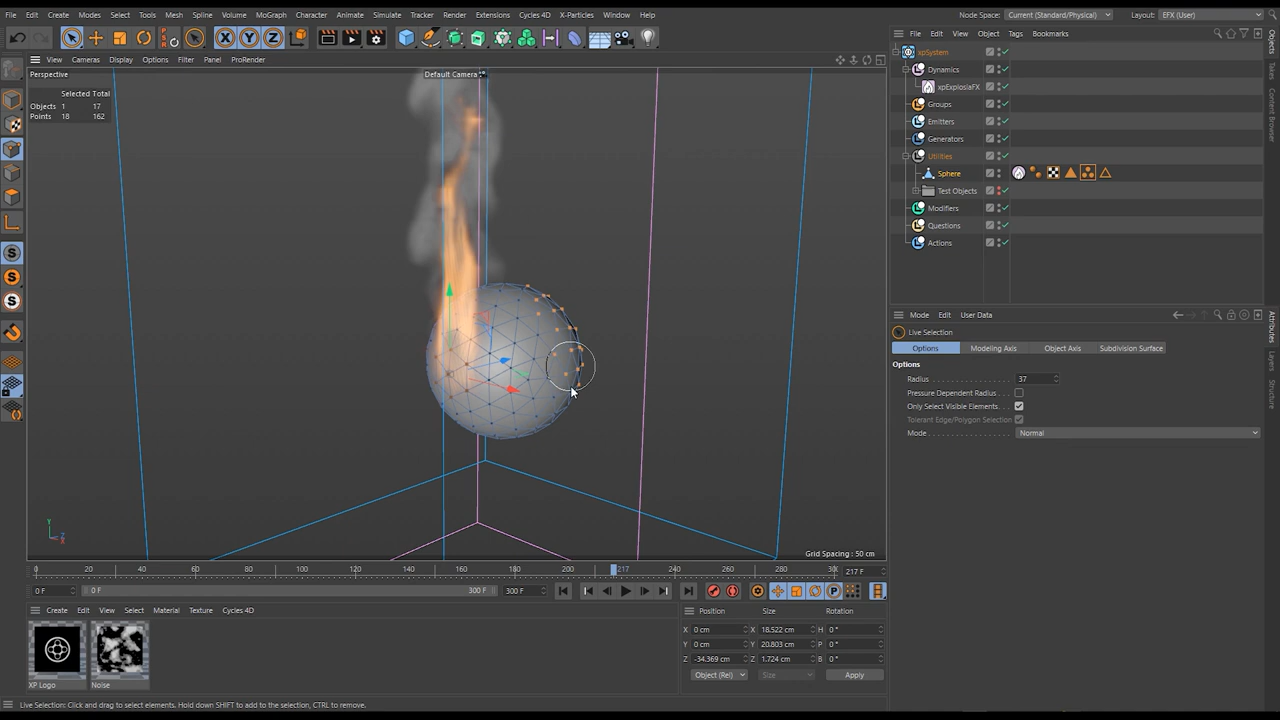 File Edit Create Modes Select Tools Mesh Spline Volume MoGraph Character Animate Simulate Tracker Render Extensions Cycles 4D X-Particles Window Help
Node Space: Current (Standard/Physical) Layout: EFX (User)
View Cameras Display Options Filter Panel ProRender
File Edit View Object Tags Bookmarks
Perspective
Default Camera
Selected Total
Objects 1 17
Points 18 162
X Y Z
S
S
S
xpSystem
Dynamics
xpExplosiaFX
Groups
Emitters
Generators
Utilities
Sphere
Test Objects
Modifiers
Questions
Actions
Objects
Takes
Content Browser
Mode Edit User Data
Live Selection
Options Modeling Axis Object Axis Subdivision Surface
Options
Radius 37
Pressure Dependent Radius
Only Select Visible Elements
Tolerant Edge/Polygon Selection
Mode Normal
Attributes
Layers
Structure
Y
Z
X
Grid Spacing : 50 cm
0 20 40 60 80 100 120 140 160 180 200 217 240 260 280 30 217 F
0 F 0 F 300 F 300 F
P
Create Edit View Select Material Texture Cycles 4D
XP Logo
Noise
Position Size Rotation
X 0 cm X 18.522 cm H 0 °
Y 0 cm Y 20.803 cm P 0 °
Z -34.369 cm Z 1.724 cm B 0 °
Object (Rel) Size Apply
Live Selection: Click and drag to select elements. Hold down SHIFT to add to the selection, CTRL to remove.